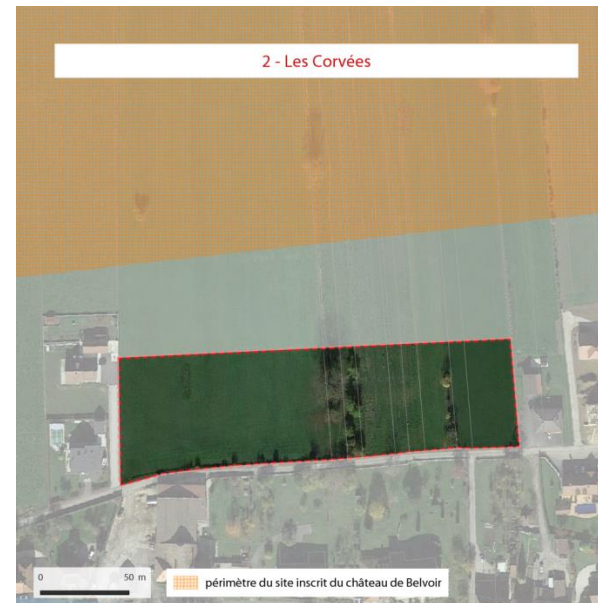 2 - Les Corvées
0 50 m
périmètre du site inscrit du château de Belvoir